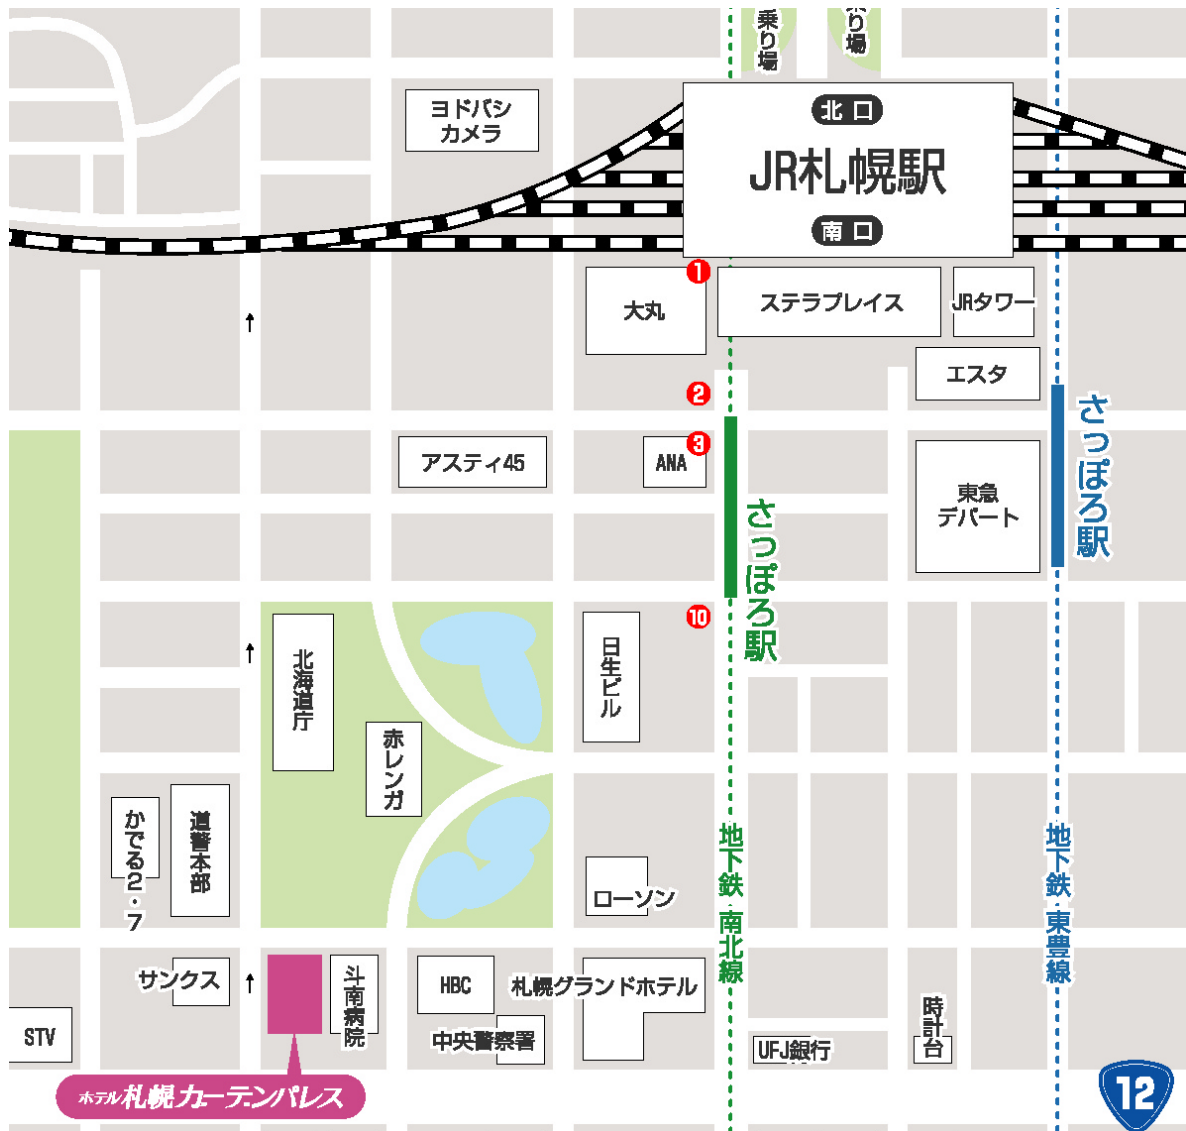 乗り場
乗り場
ヨドバシ
カメラ
北口
JR札幌駅
南口
1
大丸
ステラプレイス
JRタワー
エスタ
2
さっぽろ駅
アスティ45
ANA
3
東急
デパート
さっぽろ駅
10
北海道庁
日生ビル
赤レンガ
かでる2・7
道警本部
地下鉄 南北線
地下鉄 東豊線
ローソン
サンクス
斗南病院
HBC
札幌グランドホテル
中央警察署
STV
UFJ銀行
時計台
ホテル札幌ガーデンパレス
12